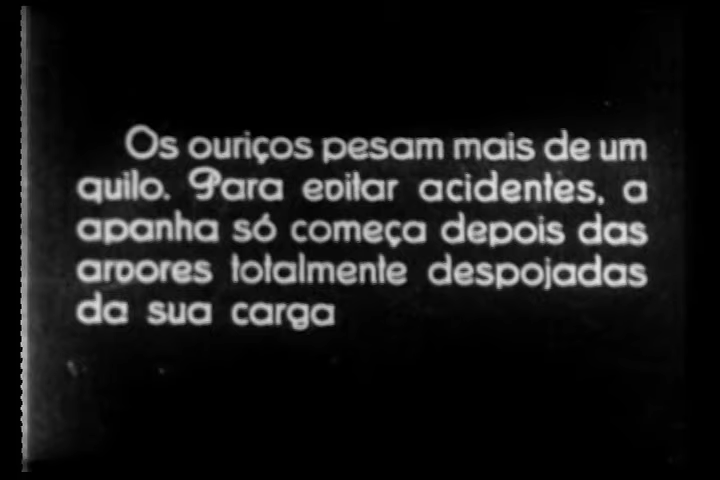 Os ouriços pesam mais de um
quilo. Para evitar acidentes, a
apanha só começa depois das
arvores totalmente despojadas
da sua carga